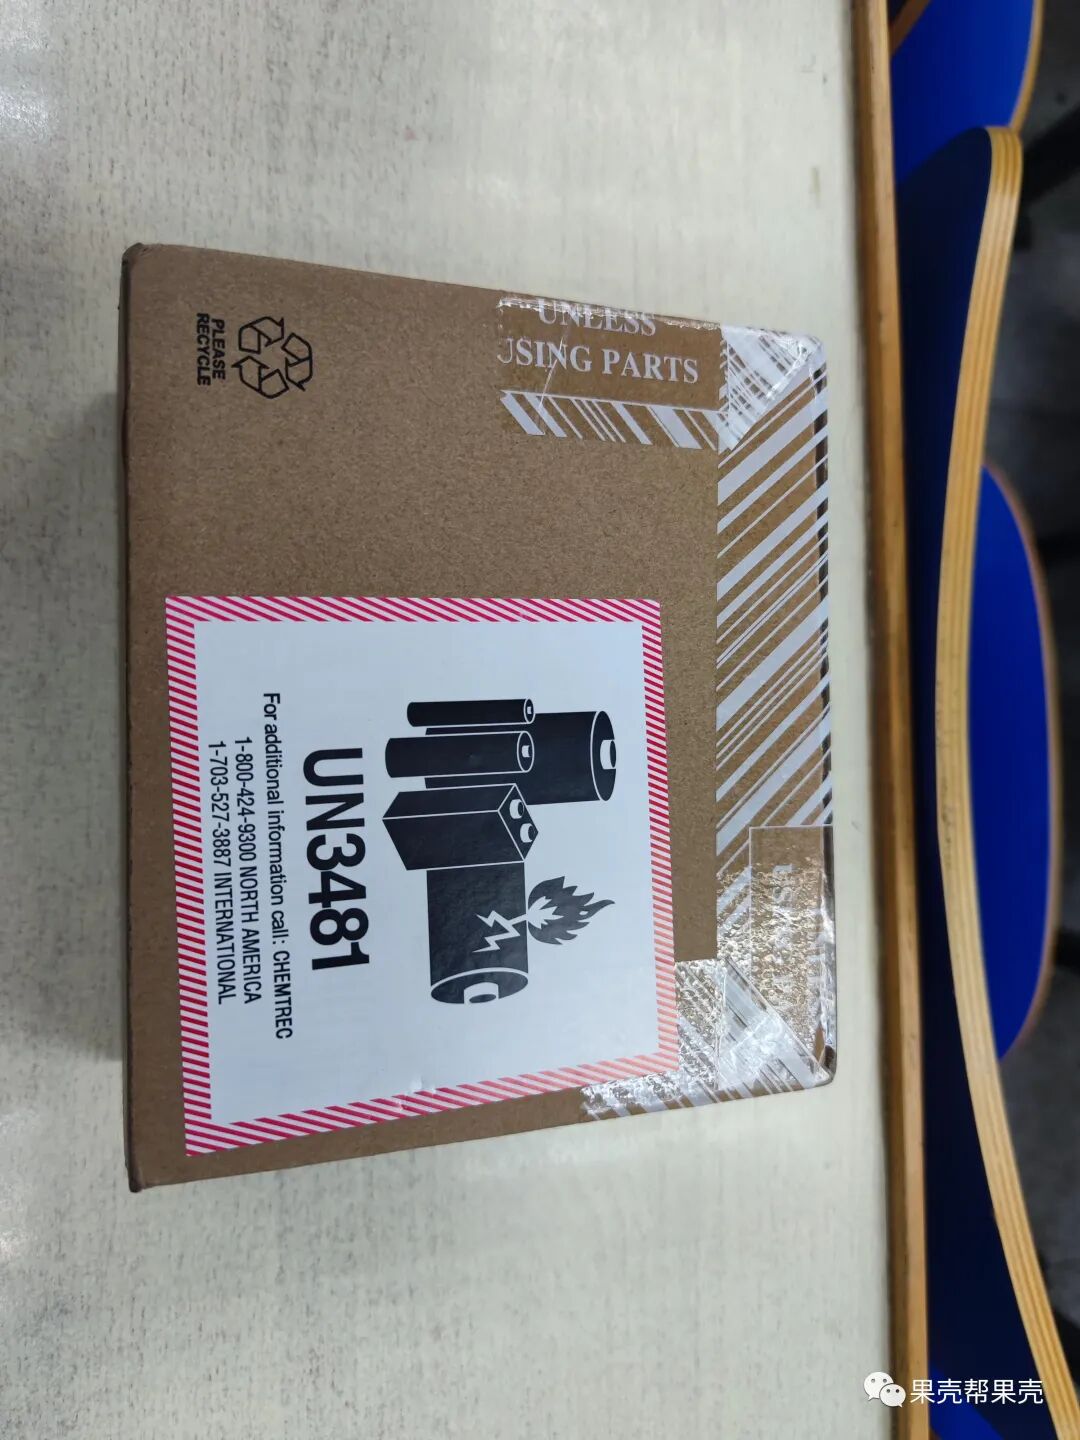 PLEASE
RECYCLE
UNLESS
USING PARTS
UN3481
For additional information call: CHEMTREC
1-800-424-9300 NORTH AMERICA
1-703-527-3887 INTERNATIONAL
果壳帮果壳